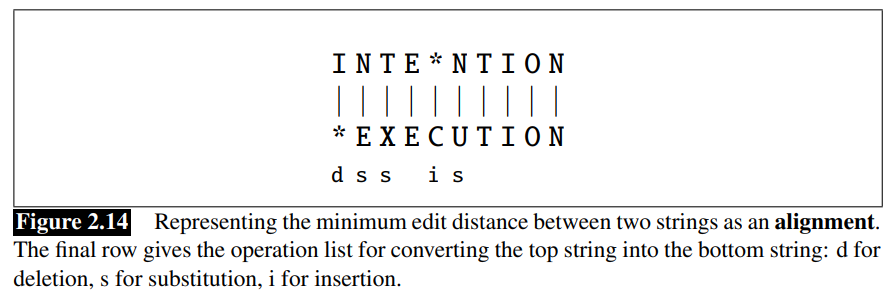 I N T E * N T I O N
| | | | | | | | | |
* E X E C U T I O N
d s s i s
Figure 2.14 Representing the minimum edit distance between two strings as an alignment.
The final row gives the operation list for converting the top string into the bottom string: d for
deletion, s for substitution, i for insertion.